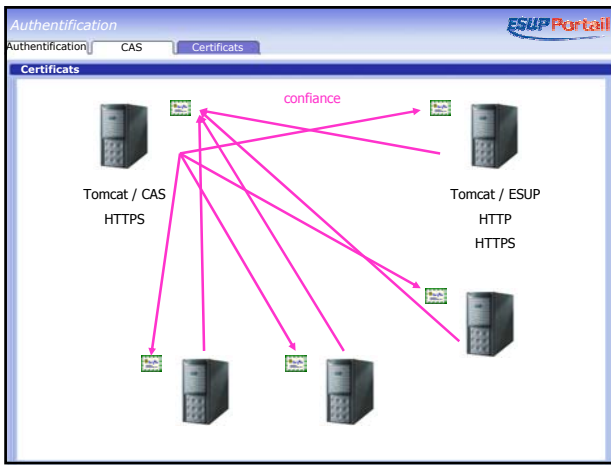 Authentification
ESUP Portail
Authentification
CAS
Certificats
Certificats
confiance
Tomcat / CAS
HTTPS
Tomcat / ESUP
HTTP
HTTPS